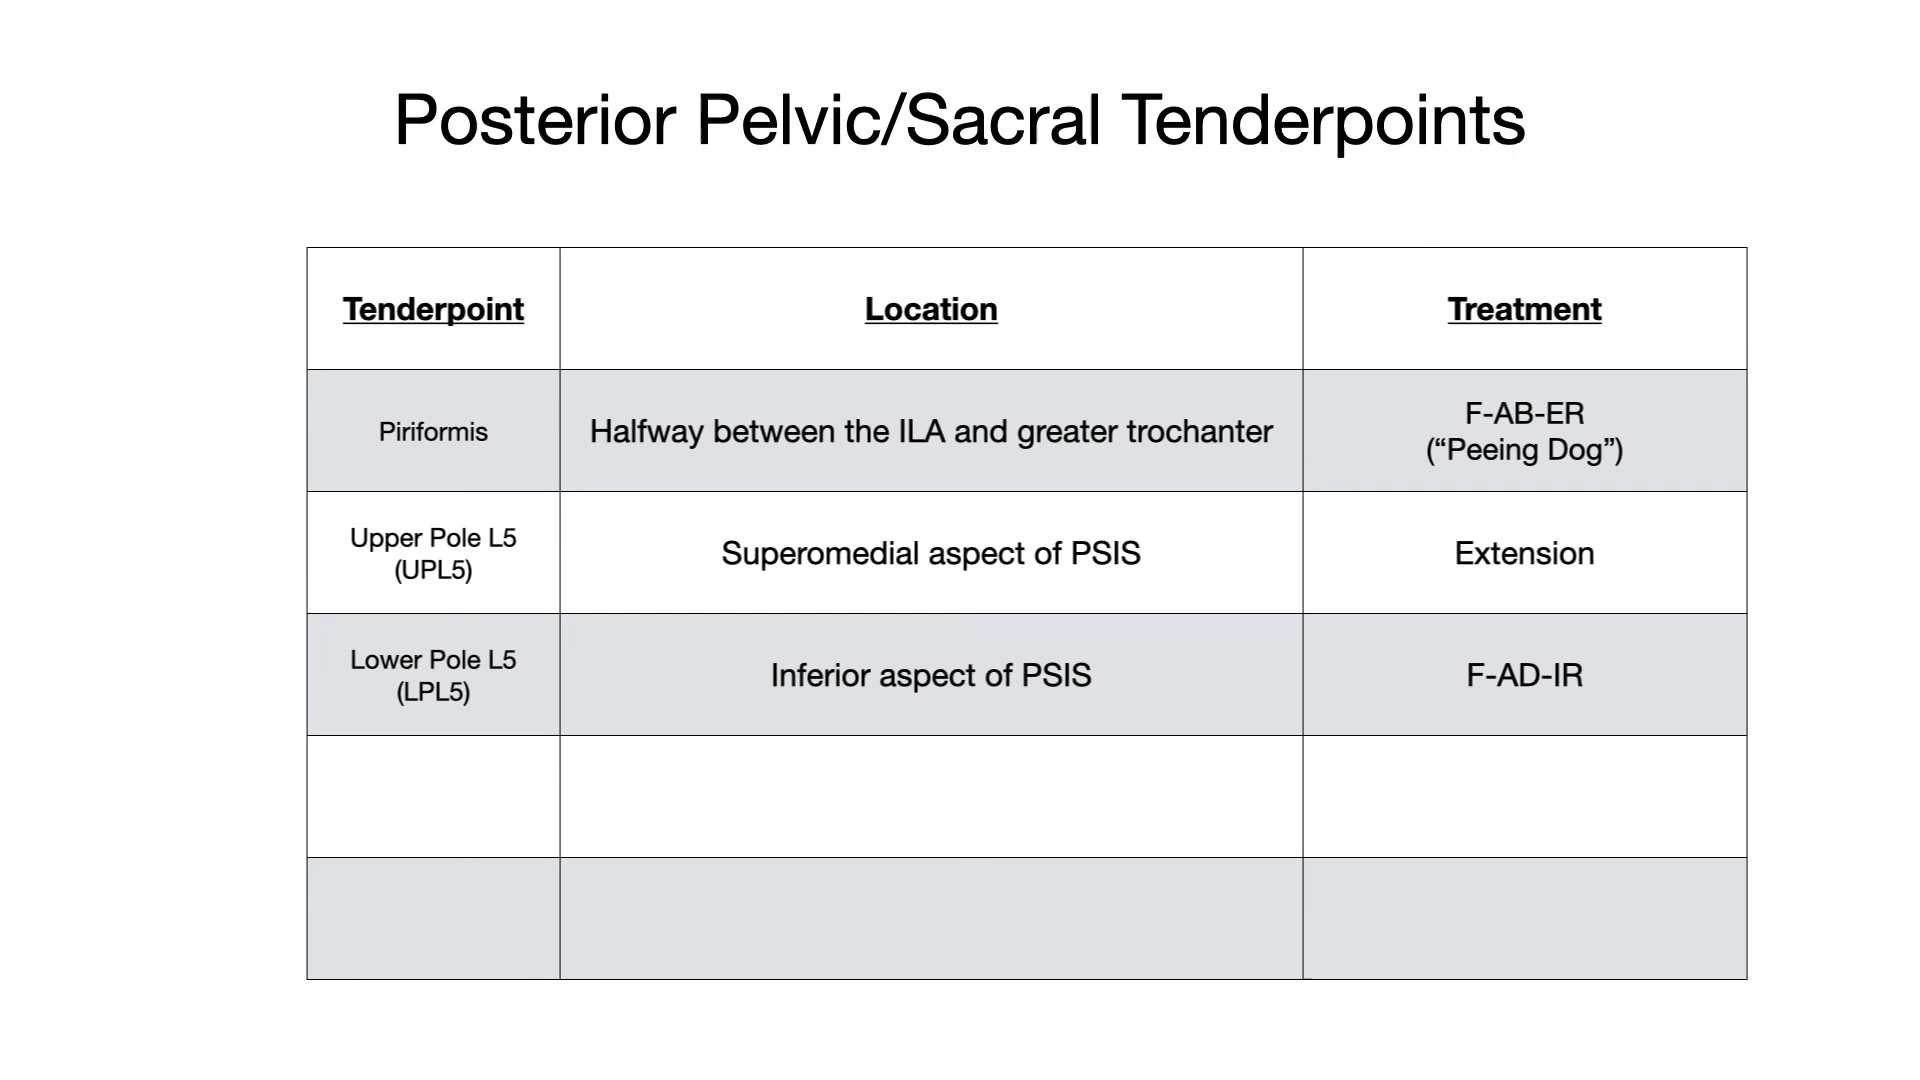 Posterior Pelvic/Sacral Tenderpoints
Tenderpoint
Location
Treatment
Piriformis
Halfway between the ILA and greater trochanter
F-AB-ER
(“Peeing Dog”)
Upper Pole L5
(UPL5)
Superomedial aspect of PSIS
Extension
Lower Pole L5
(LPL5)
Inferior aspect of PSIS
F-AD-IR